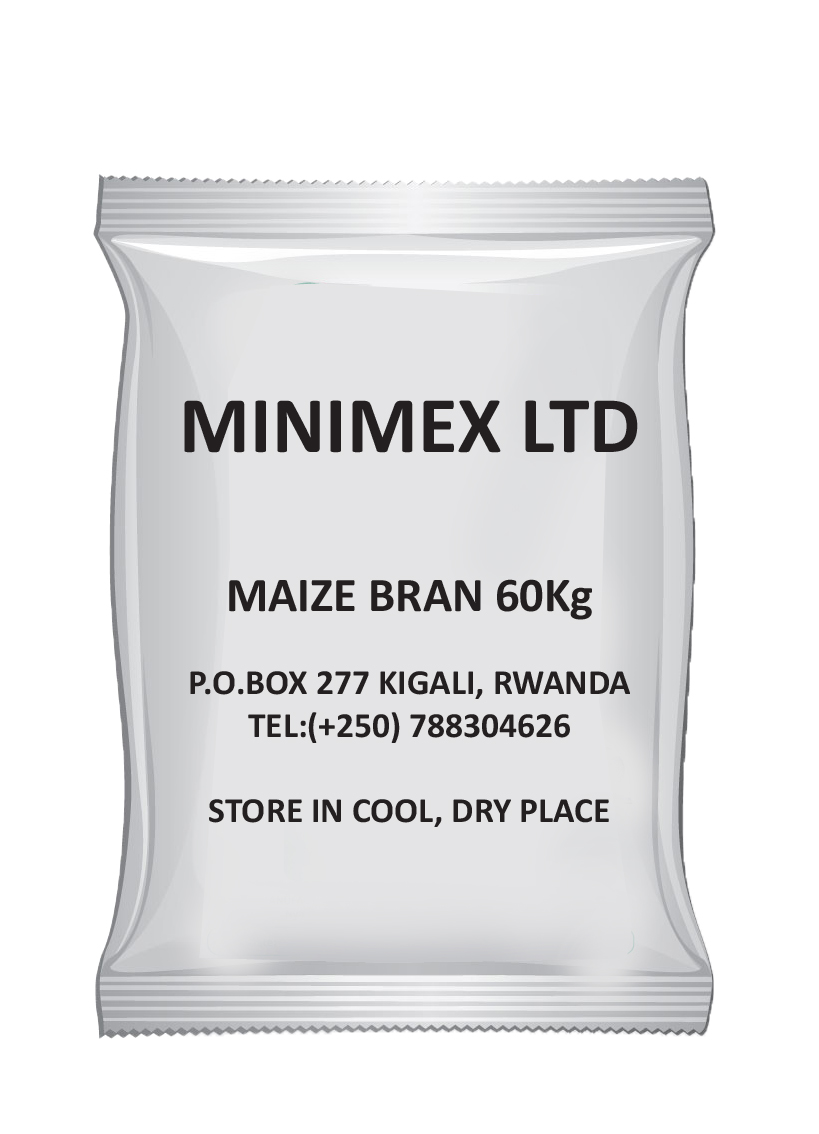 MINIMEX LTD
MAIZE BRAN 60Kg
P.O.BOX 277 KIGALI, RWANDA
TEL:(+250) 788304626
STORE IN COOL, DRY PLACE